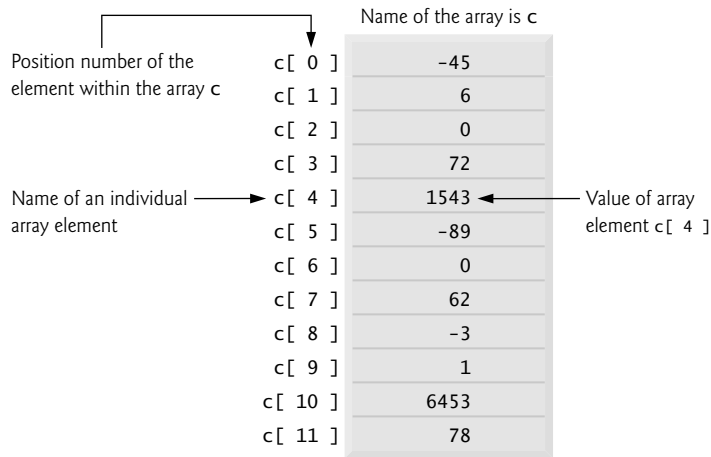 Name of the array is c
Position number of the
element within the array c
c[ 0 ] -45
c[ 1 ] 6
c[ 2 ] 0
c[ 3 ] 72
Name of an individual
array element
c[ 4 ] 1543
Value of array
element c[ 4 ]
c[ 5 ] -89
c[ 6 ] 0
c[ 7 ] 62
c[ 8 ] -3
c[ 9 ] 1
c[ 10 ] 6453
c[ 11 ] 78